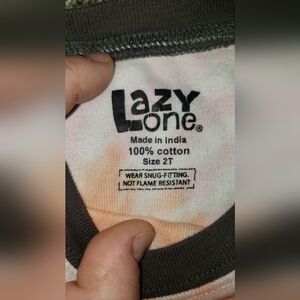 LAZY
One®
Made in India
100% cotton
Size 2T
WEAR SNUG-FITTING.
NOT FLAME RESISTANT